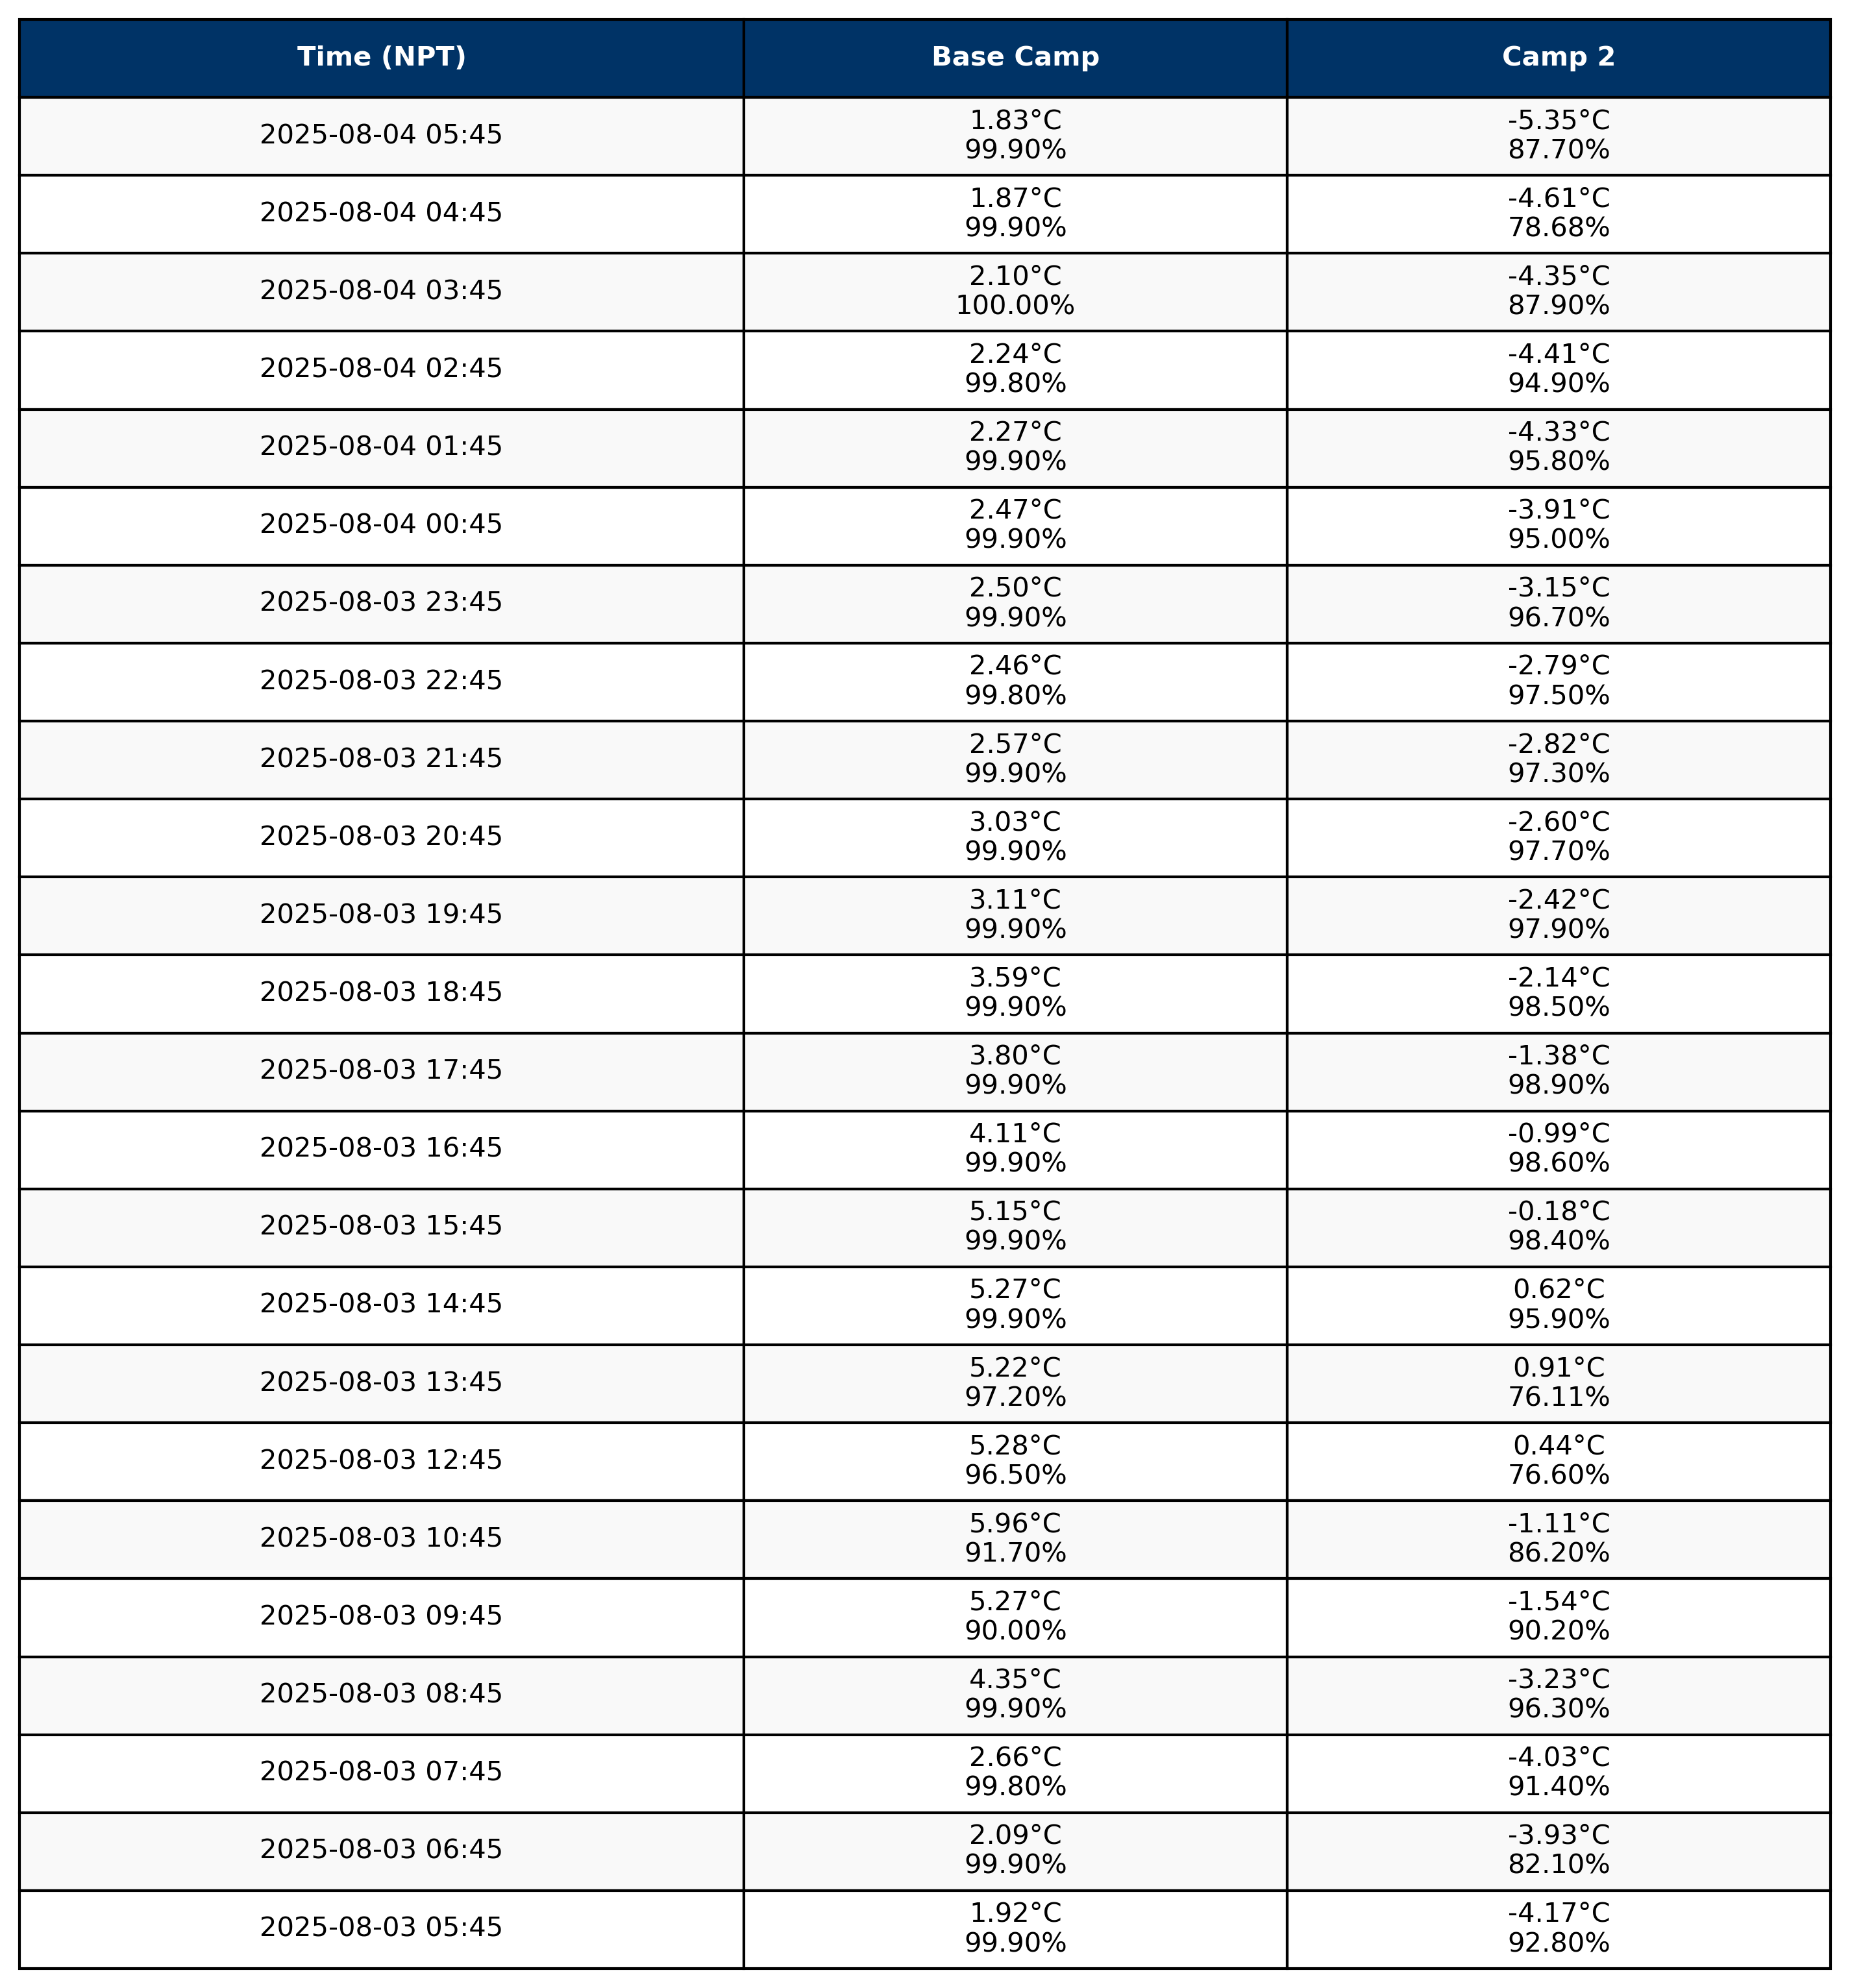 Time (NPT) Base Camp Camp 2
2025-08-04 05:45 1.83°C -5.35°C
99.90% 87.70%
2025-08-04 04:45 1.87°C -4.61°C
99.90% 78.68%
2025-08-04 03:45 2.10°C -4.35°C
100.00% 87.90%
2025-08-04 02:45 2.24°C -4.41°C
99.80% 94.90%
2025-08-04 01:45 2.27°C -4.33°C
99.90% 95.80%
2025-08-04 00:45 2.47°C -3.91°C
99.90% 95.00%
2025-08-03 23:45 2.50°C -3.15°C
99.90% 96.70%
2025-08-03 22:45 2.46°C -2.79°C
99.80% 97.50%
2025-08-03 21:45 2.57°C -2.82°C
99.90% 97.30%
2025-08-03 20:45 3.03°C -2.60°C
99.90% 97.70%
2025-08-03 19:45 3.11°C -2.42°C
99.90% 97.90%
2025-08-03 18:45 3.59°C -2.14°C
99.90% 98.50%
2025-08-03 17:45 3.80°C -1.38°C
99.90% 98.90%
2025-08-03 16:45 4.11°C -0.99°C
99.90% 98.60%
2025-08-03 15:45 5.15°C -0.18°C
99.90% 98.40%
2025-08-03 14:45 5.27°C 0.62°C
99.90% 95.90%
2025-08-03 13:45 5.22°C 0.91°C
97.20% 76.11%
2025-08-03 12:45 5.28°C 0.44°C
96.50% 76.60%
2025-08-03 10:45 5.96°C -1.11°C
91.70% 86.20%
2025-08-03 09:45 5.27°C -1.54°C
90.00% 90.20%
2025-08-03 08:45 4.35°C -3.23°C
99.90% 96.30%
2025-08-03 07:45 2.66°C -4.03°C
99.80% 91.40%
2025-08-03 06:45 2.09°C -3.93°C
99.90% 82.10%
2025-08-03 05:45 1.92°C -4.17°C
99.90% 92.80%